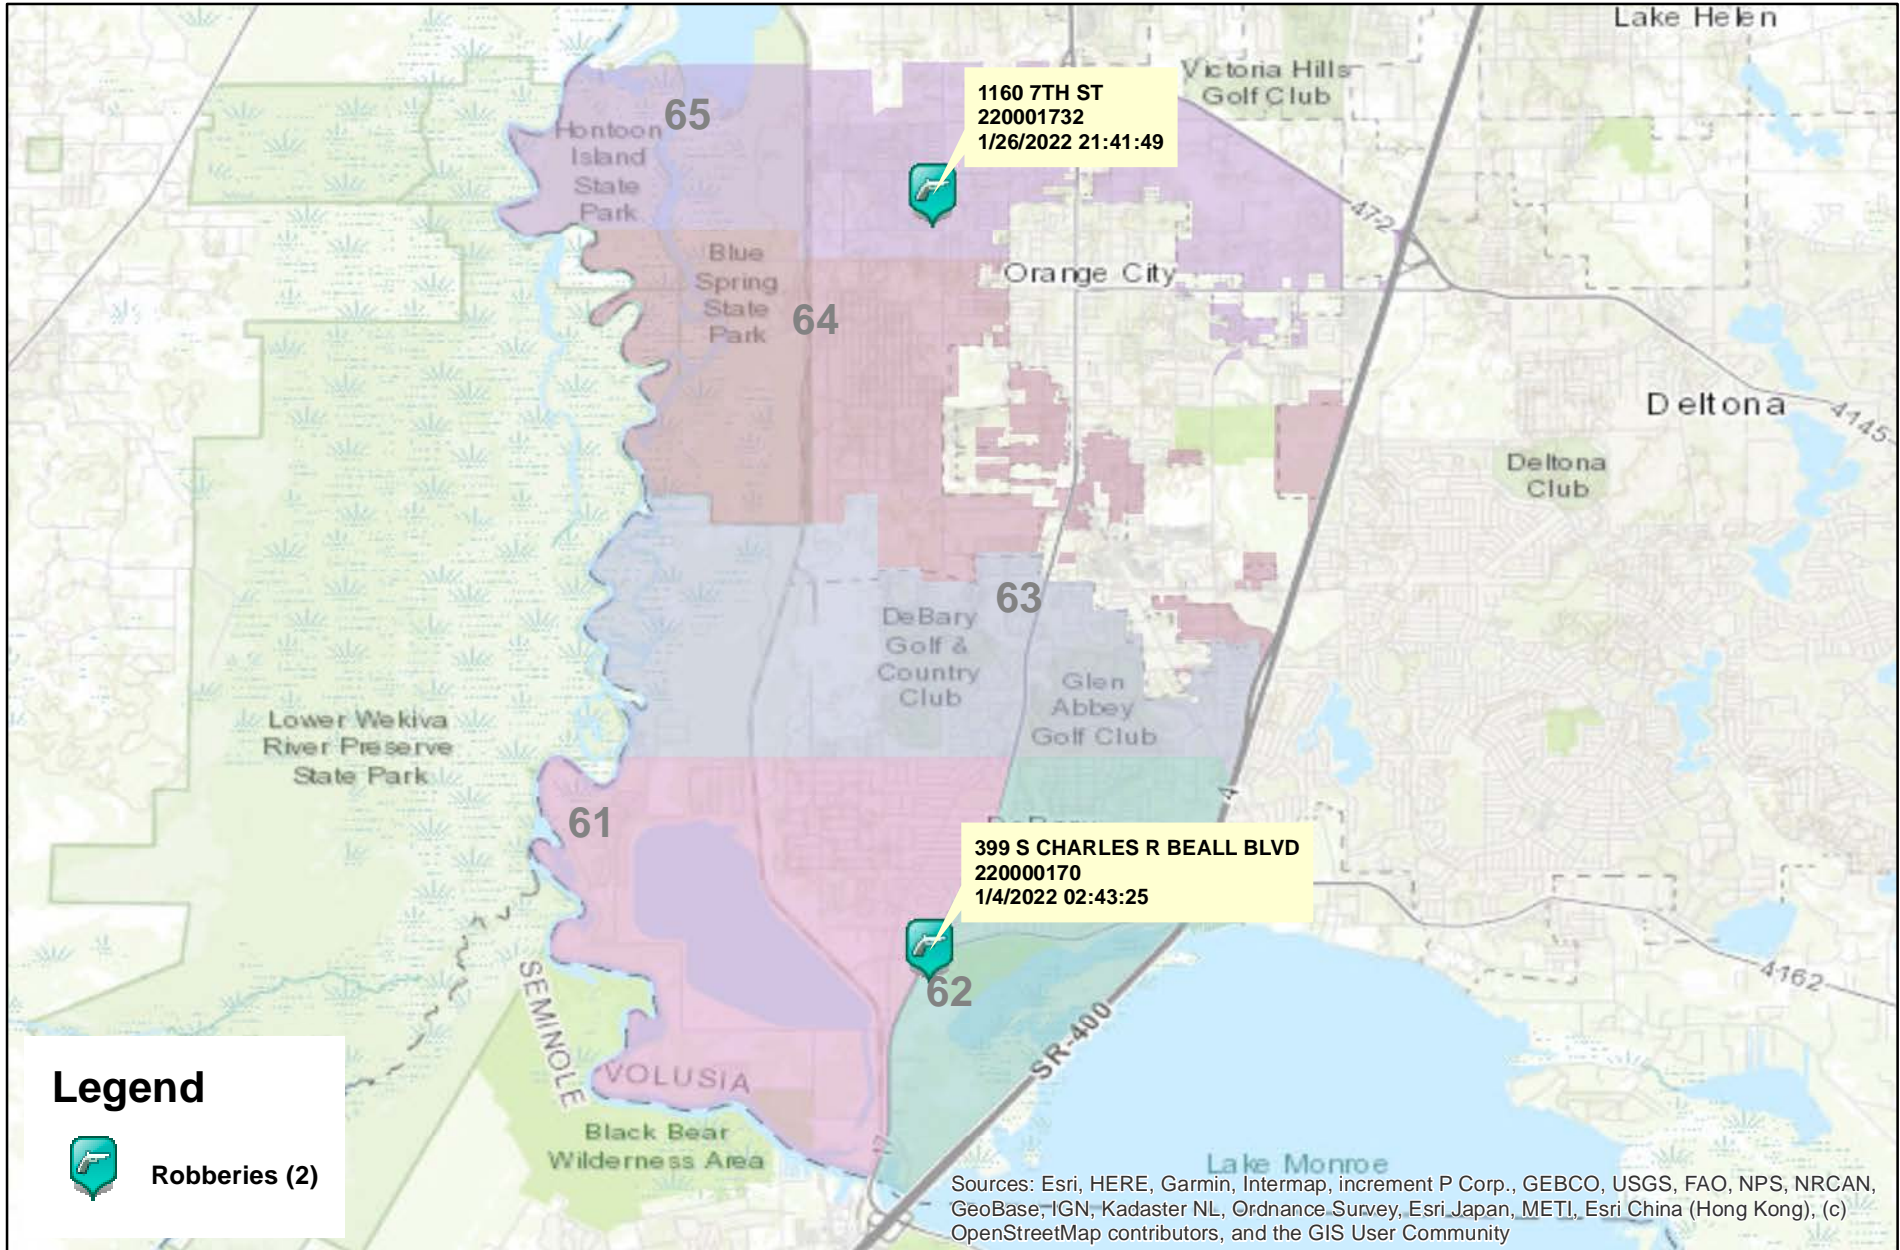 Lake Helen
Victoria Hills
Golf Club
1160 7TH ST
220001732
1/26/2022 21:41:49
65
Hontoon
Island
State
Park
472
Blue
Spring
State
Park
64
Orange City
Deltona
4145
Deltona
Club
63
DeBary
Golf &
Country
Club
Glen
Abbey
Golf Club
Lower Wekiva
River Preserve
State Park
61
4
DeBary
399 S CHARLES R BEALL BLVD
220000170
1/4/2022 02:43:25
62
4162
SEMINOLE
VOLUSIA
SR-400
Black Bear
Wilderness Area
17
Lake Monroe
Legend
Robberies (2)
Sources: Esri, HERE, Garmin, Intermap, increment P Corp., GEBCO, USGS, FAO, NPS, NRCAN,
GeoBase, IGN, Kadaster NL, Ordnance Survey, Esri Japan, METI, Esri China (Hong Kong), (c)
OpenStreetMap contributors, and the GIS User Community